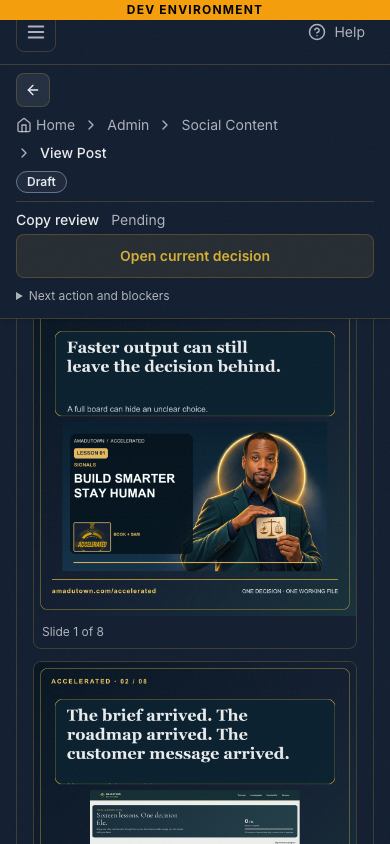 DEV ENVIRONMENT
Help
Home
Admin
Social Content
View Post
Draft
Copy review Pending
Open current decision
Next action and blockers
Faster output can still
leave the decision behind.
A full board can hide an unclear choice.
AMADUTOWN / ACCELERATED
LESSON 01
SIGNALS
BUILD SMARTER
STAY HUMAN
ACCELERATED
BOOK + SAM
amadutown.com/accelerated
ONE DECISION · ONE WORKING FILE
Slide 1 of 8
ACCELERATED · 02 / 08
The brief arrived. The
roadmap arrived. The
customer message arrived.
Sixteen lessons. One decision
file.